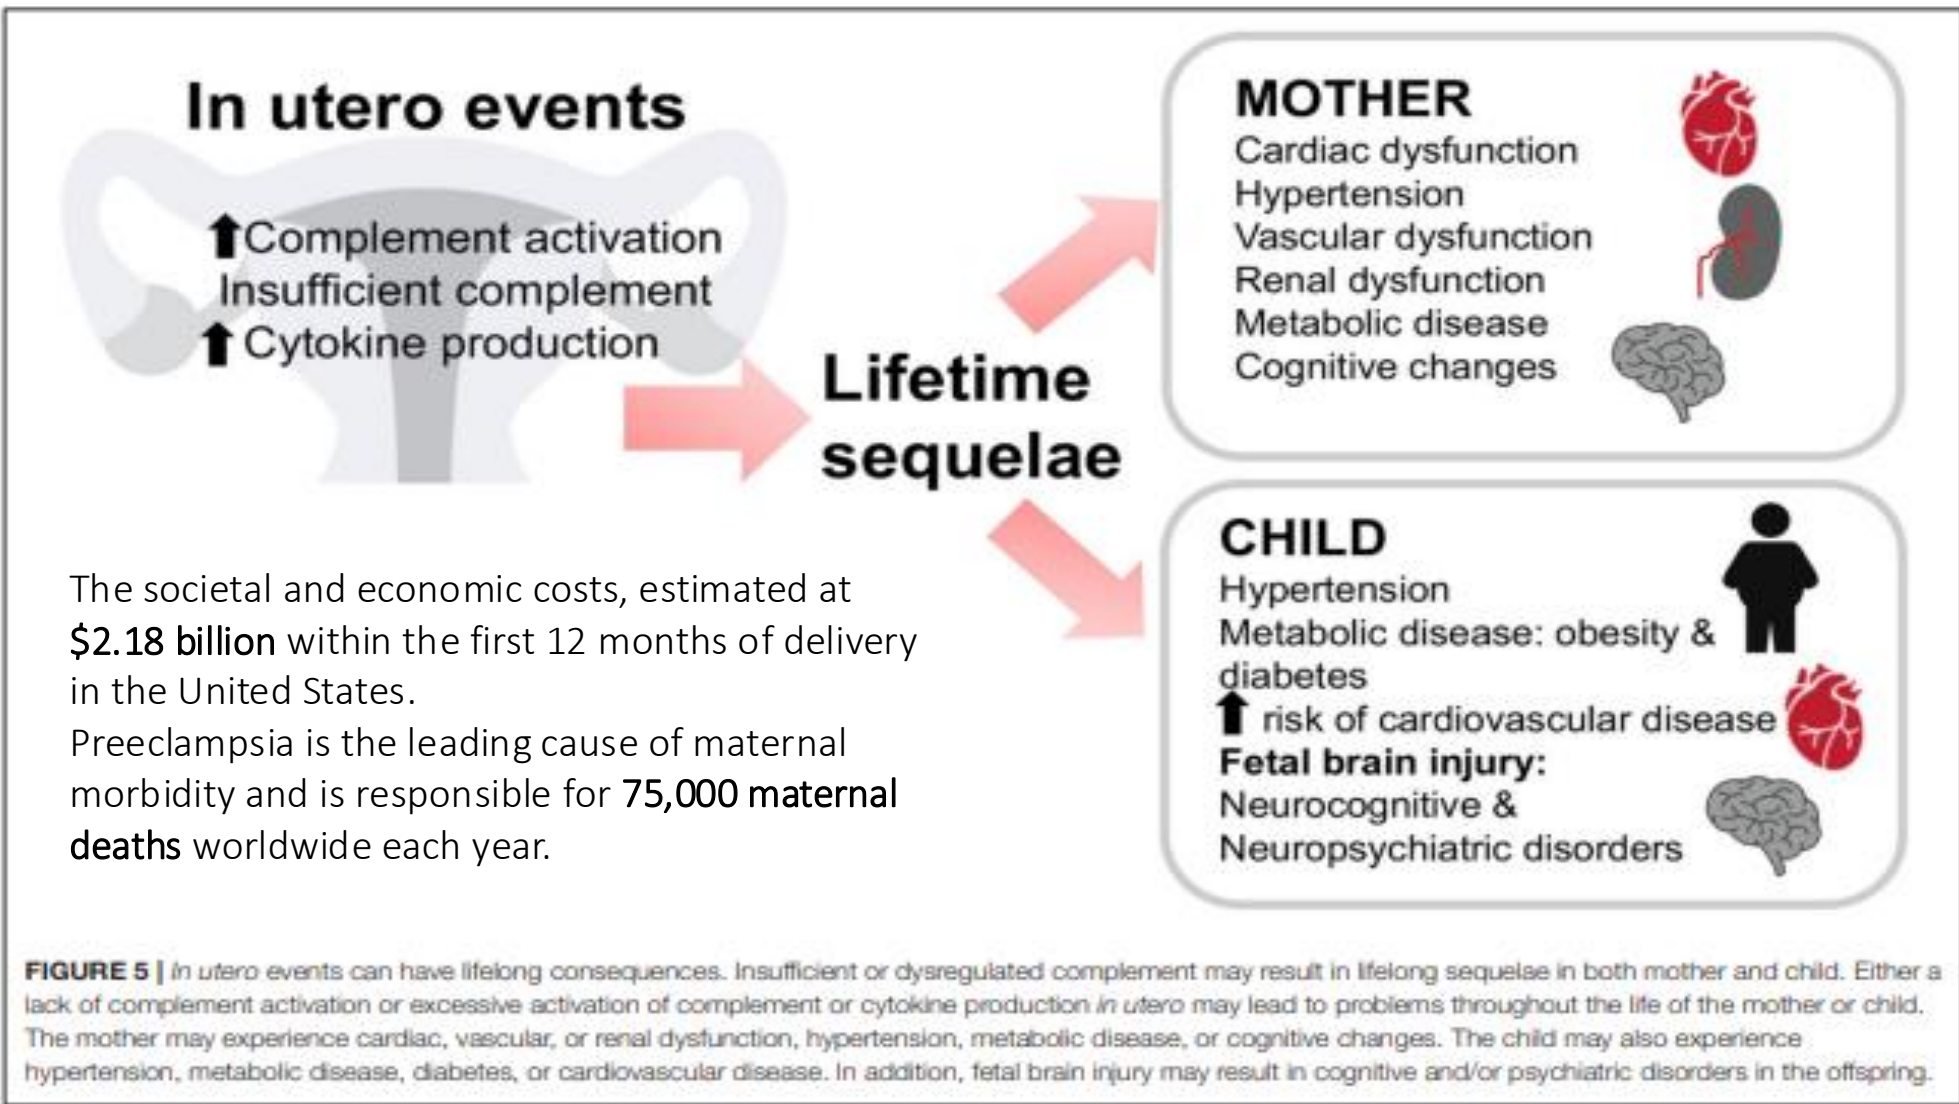 In utero events
⬆Complement activation
Insufficient complement
⬆ Cytokine production
Lifetime
sequelae
MOTHER
Cardiac dysfunction
Hypertension
Vascular dysfunction
Renal dysfunction
Metabolic disease
Cognitive changes
CHILD
Hypertension
Metabolic disease: obesity &
diabetes
⬆ risk of cardiovascular disease
Fetal brain injury:
Neurocognitive &
Neuropsychiatric disorders
The societal and economic costs, estimated at
$2.18 billion within the first 12 months of delivery
in the United States.
Preeclampsia is the leading cause of maternal
morbidity and is responsible for 75,000 maternal
deaths worldwide each year.
FIGURE 5 | In utero events can have lifelong consequences. Insufficient or dysregulated complement may result in lifelong sequelae in both mother and child. Either a
lack of complement activation or excessive activation of complement or cytokine production in utero may lead to problems throughout the life of the mother or child.
The mother may experience cardiac, vascular, or renal dysfunction, hypertension, metabolic disease, or cognitive changes. The child may also experience
hypertension, metabolic disease, diabetes, or cardiovascular disease. In addition, fetal brain injury may result in cognitive and/or psychiatric disorders in the offspring.